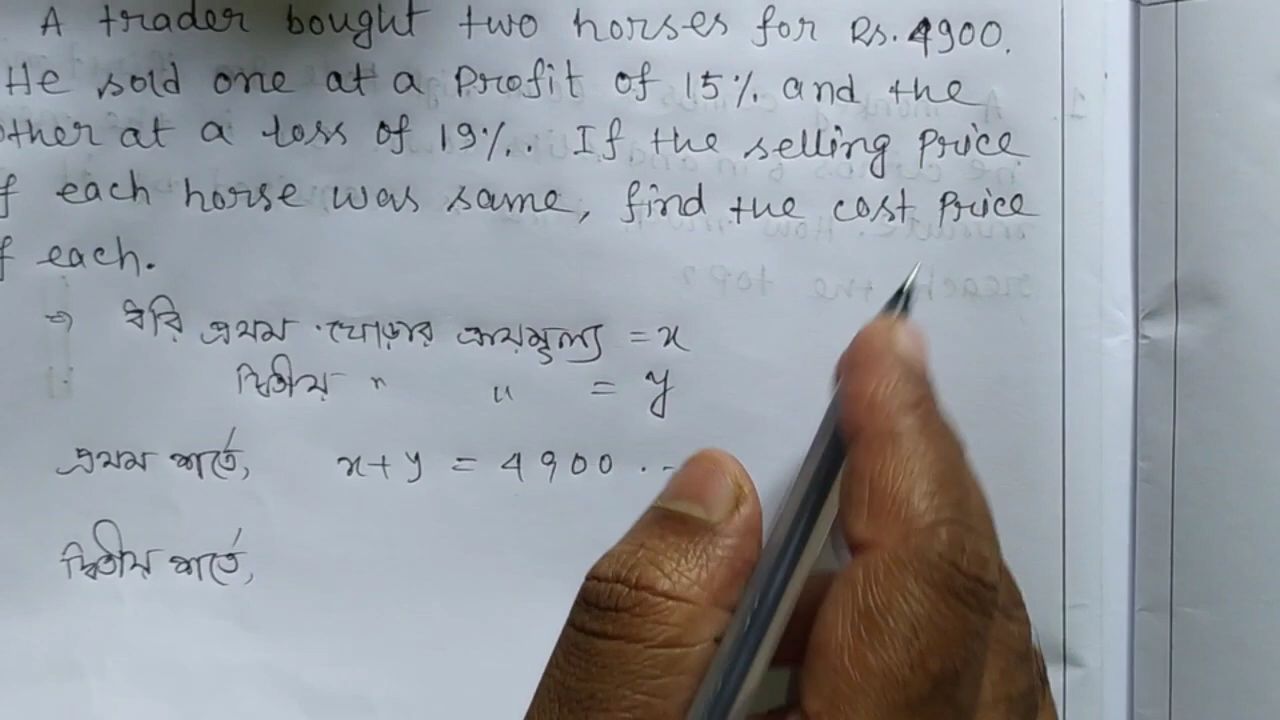 A trader bought two horses for Rs. 4900.
He sold one at a Profit of 15% and the
other at a loss of 19%. If the selling Price
of each horse was same, find the cost Price
of each.
⇒ ধরি প্রথম ঘোড়ার ক্রয়মূল্য = x
দ্বিতীয় " " = y
প্রথম শর্তে, x+y = 4900 . --
দ্বিতীয় শর্তে,